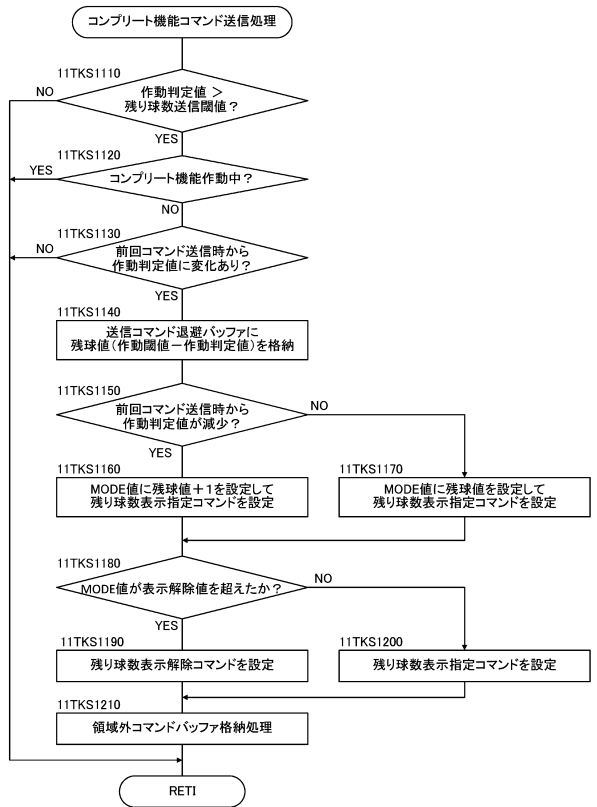 コンプリート機能コマンド送信処理
11TKS1110
作動判定値 >
残り球数送信閾値？
NO
YES
11TKS1120
コンプリート機能作動中？
YES
NO
11TKS1130
前回コマンド送信時から
作動判定値に変化あり？
NO
YES
11TKS1140
送信コマンド退避バッファに
残球値（作動閾値－作動判定値）を格納
11TKS1150
前回コマンド送信時から
作動判定値が減少？
NO
YES
11TKS1160
MODE値に残球値＋１を設定して
残り球数表示指定コマンドを設定
11TKS1170
MODE値に残球値を設定して
残り球数表示指定コマンドを設定
11TKS1180
MODE値が表示解除値を超えたか？
NO
YES
11TKS1190
残り球数表示解除コマンドを設定
11TKS1200
残り球数表示指定コマンドを設定
11TKS1210
領域外コマンドバッファ格納処理
RETI